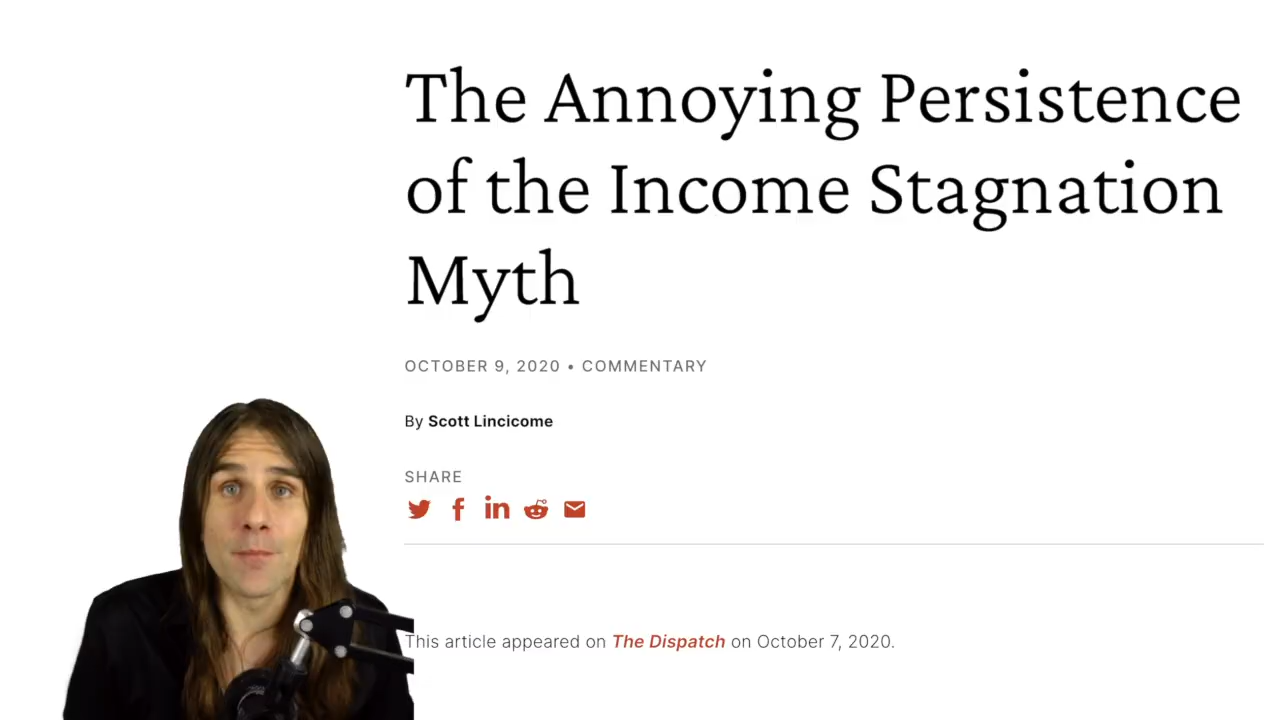 The Annoying Persistence
of the Income Stagnation
Myth
OCTOBER 9, 2020 • COMMENTARY
By Scott Lincicome
SHARE
This article appeared on The Dispatch on October 7, 2020.